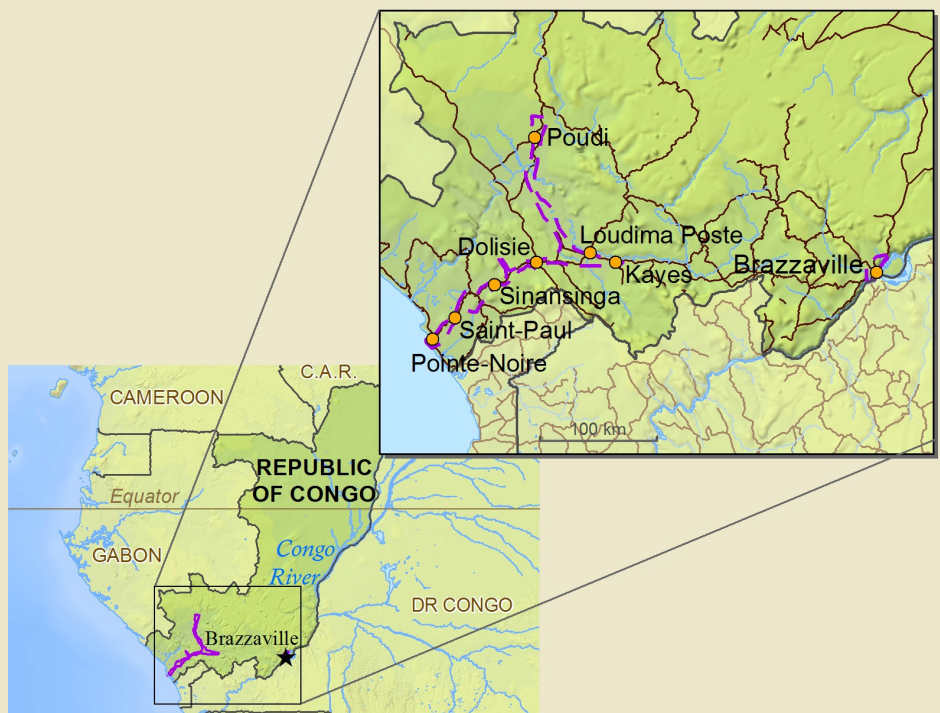 Poudi
Loudima Poste
Dolisie
Brazzaville
Kayes
Sinansinga
Saint-Paul
Pointe-Noire
100 km
C.A.R.
CAMEROON
REPUBLIC
OF CONGO
Equator
Congo
River
GABON
DR CONGO
Brazzaville